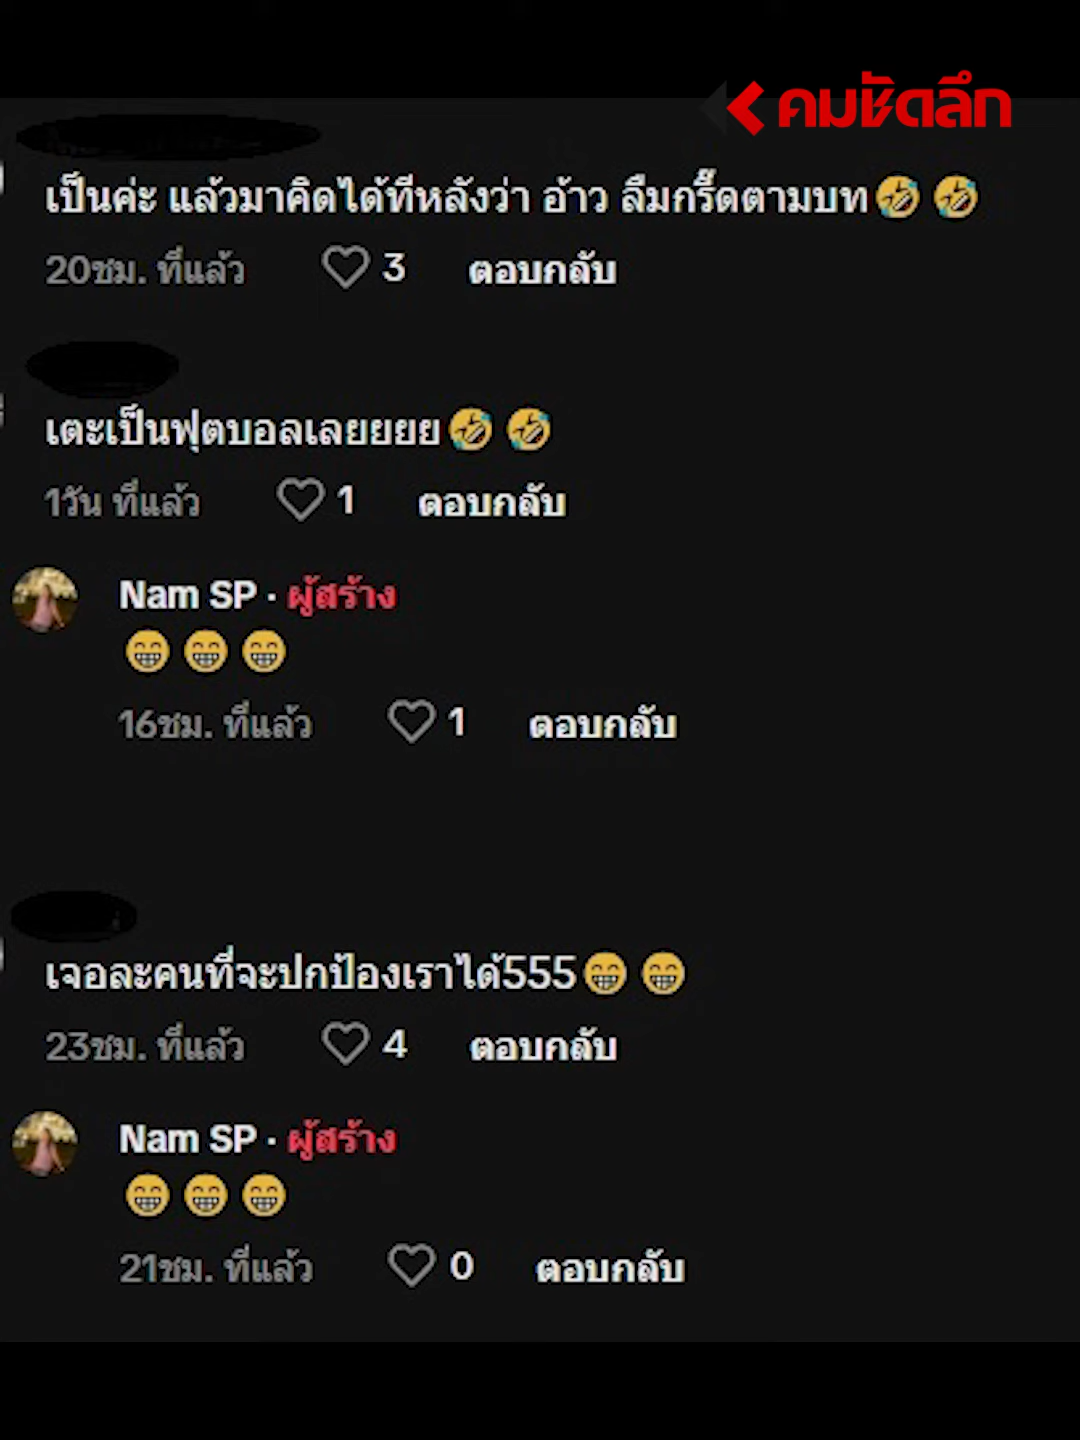 คมชัดลึก
เป็นค่ะ แล้วมาคิดได้ทีหลังว่า อ้าว ลืมกรี๊ดตามบท🤣🤣
20ชม. ที่แล้ว 3 ตอบกลับ
เตะเป็นฟุตบอลเลยยยย🤣🤣
1วัน ที่แล้ว 1 ตอบกลับ
Nam SP · ผู้สร้าง
😁😁😁
16ชม. ที่แล้ว 1 ตอบกลับ
เจอละคนที่จะปกป้องเราได้555😁😁
23ชม. ที่แล้ว 4 ตอบกลับ
Nam SP · ผู้สร้าง
😁😁😁
21ชม. ที่แล้ว 0 ตอบกลับ